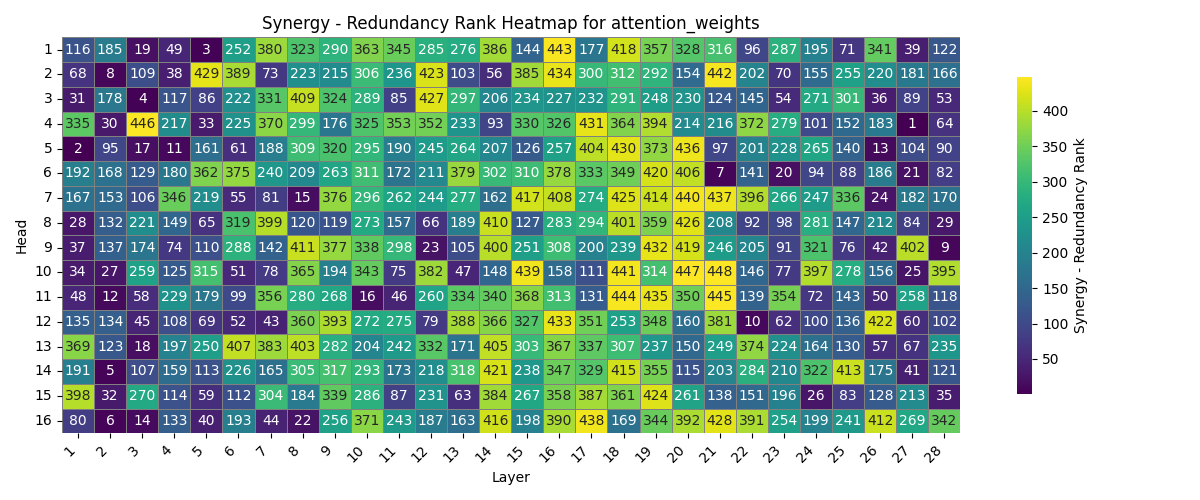 Synergy - Redundancy Rank Heatmap for attention_weights
1 116 185 19 49 3 252 380 323 290 363 345 285 276 386 144 443 177 418 357 328 316 96 287 195 71 341 39 122
2 68 8 109 38 429 389 73 223 215 306 236 423 103 56 385 434 300 312 292 154 442 202 70 155 255 220 181 166
3 31 178 4 117 86 222 331 409 324 289 85 427 297 206 234 227 232 291 248 230 124 145 54 271 301 36 89 53
4 335 30 446 217 33 225 370 299 176 325 353 352 233 93 330 326 431 364 394 214 216 372 279 101 152 183 1 64
5 2 95 17 11 161 61 188 309 320 295 190 245 264 207 126 257 404 430 373 436 97 201 228 265 140 13 104 90
6 192 168 129 180 362 375 240 209 263 311 172 211 379 302 310 378 333 349 420 406 7 141 20 94 88 186 21 82
7 167 153 106 346 219 55 81 15 376 296 262 244 277 162 417 408 274 425 414 440 437 396 266 247 336 24 182 170
8 28 132 221 149 65 319 399 120 119 273 157 66 189 410 127 283 294 401 359 426 208 92 98 281 147 212 84 29
9 37 137 174 74 110 288 142 411 377 338 298 23 105 400 251 308 200 239 432 419 246 205 91 321 76 42 402 9
10 34 27 259 125 315 51 78 365 194 343 75 382 47 148 439 158 111 441 314 447 448 146 77 397 278 156 25 395
11 48 12 58 229 179 99 356 280 268 16 46 260 334 340 368 313 131 444 435 350 445 139 354 72 143 50 258 118
12 135 134 45 108 69 52 43 360 393 272 275 79 388 366 327 433 351 253 348 160 381 10 62 100 136 422 60 102
13 369 123 18 197 250 407 383 403 282 204 242 332 171 405 303 367 337 307 237 150 249 374 224 164 130 57 67 235
14 191 5 107 159 113 226 165 305 317 293 173 218 318 421 238 347 329 415 355 115 203 284 210 322 413 175 41 121
15 398 32 270 114 59 112 304 184 339 286 87 231 63 384 267 358 387 361 424 261 138 151 196 26 83 128 213 35
16 80 6 14 133 40 193 44 22 256 371 243 187 163 416 198 390 438 169 344 392 428 391 254 199 241 412 269 342
1 2 3 4 5 6 7 8 9 10 11 12 13 14 15 16 17 18 19 20 21 22 23 24 25 26 27 28
Layer
Head
400
350
300
250
200
150
100
50
Synergy - Redundancy Rank